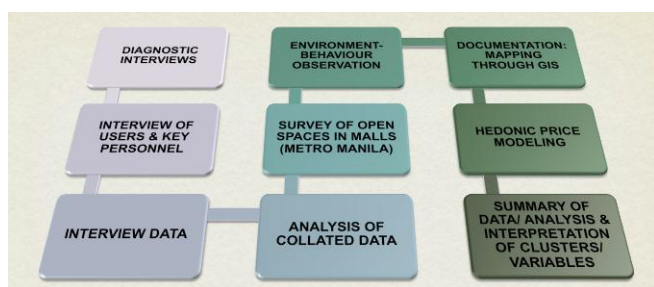 DIAGNOSTIC
INTERVIEWS
INTERVIEW OF
USERS & KEY
PERSONNEL
INTERVIEW DATA
ANALYSIS OF
COLLATED DATA
SURVEY OF OPEN
SPACES IN MALLS
(METRO MANILA)
ENVIRONMENT-
BEHAVIOUR
OBSERVATION
DOCUMENTATION:
MAPPING
THROUGH GIS
HEDONIC PRICE
MODELING
SUMMARY OF
DATA/ ANALYSIS &
INTERPRETATION
OF CLUSTERS/
VARIABLES